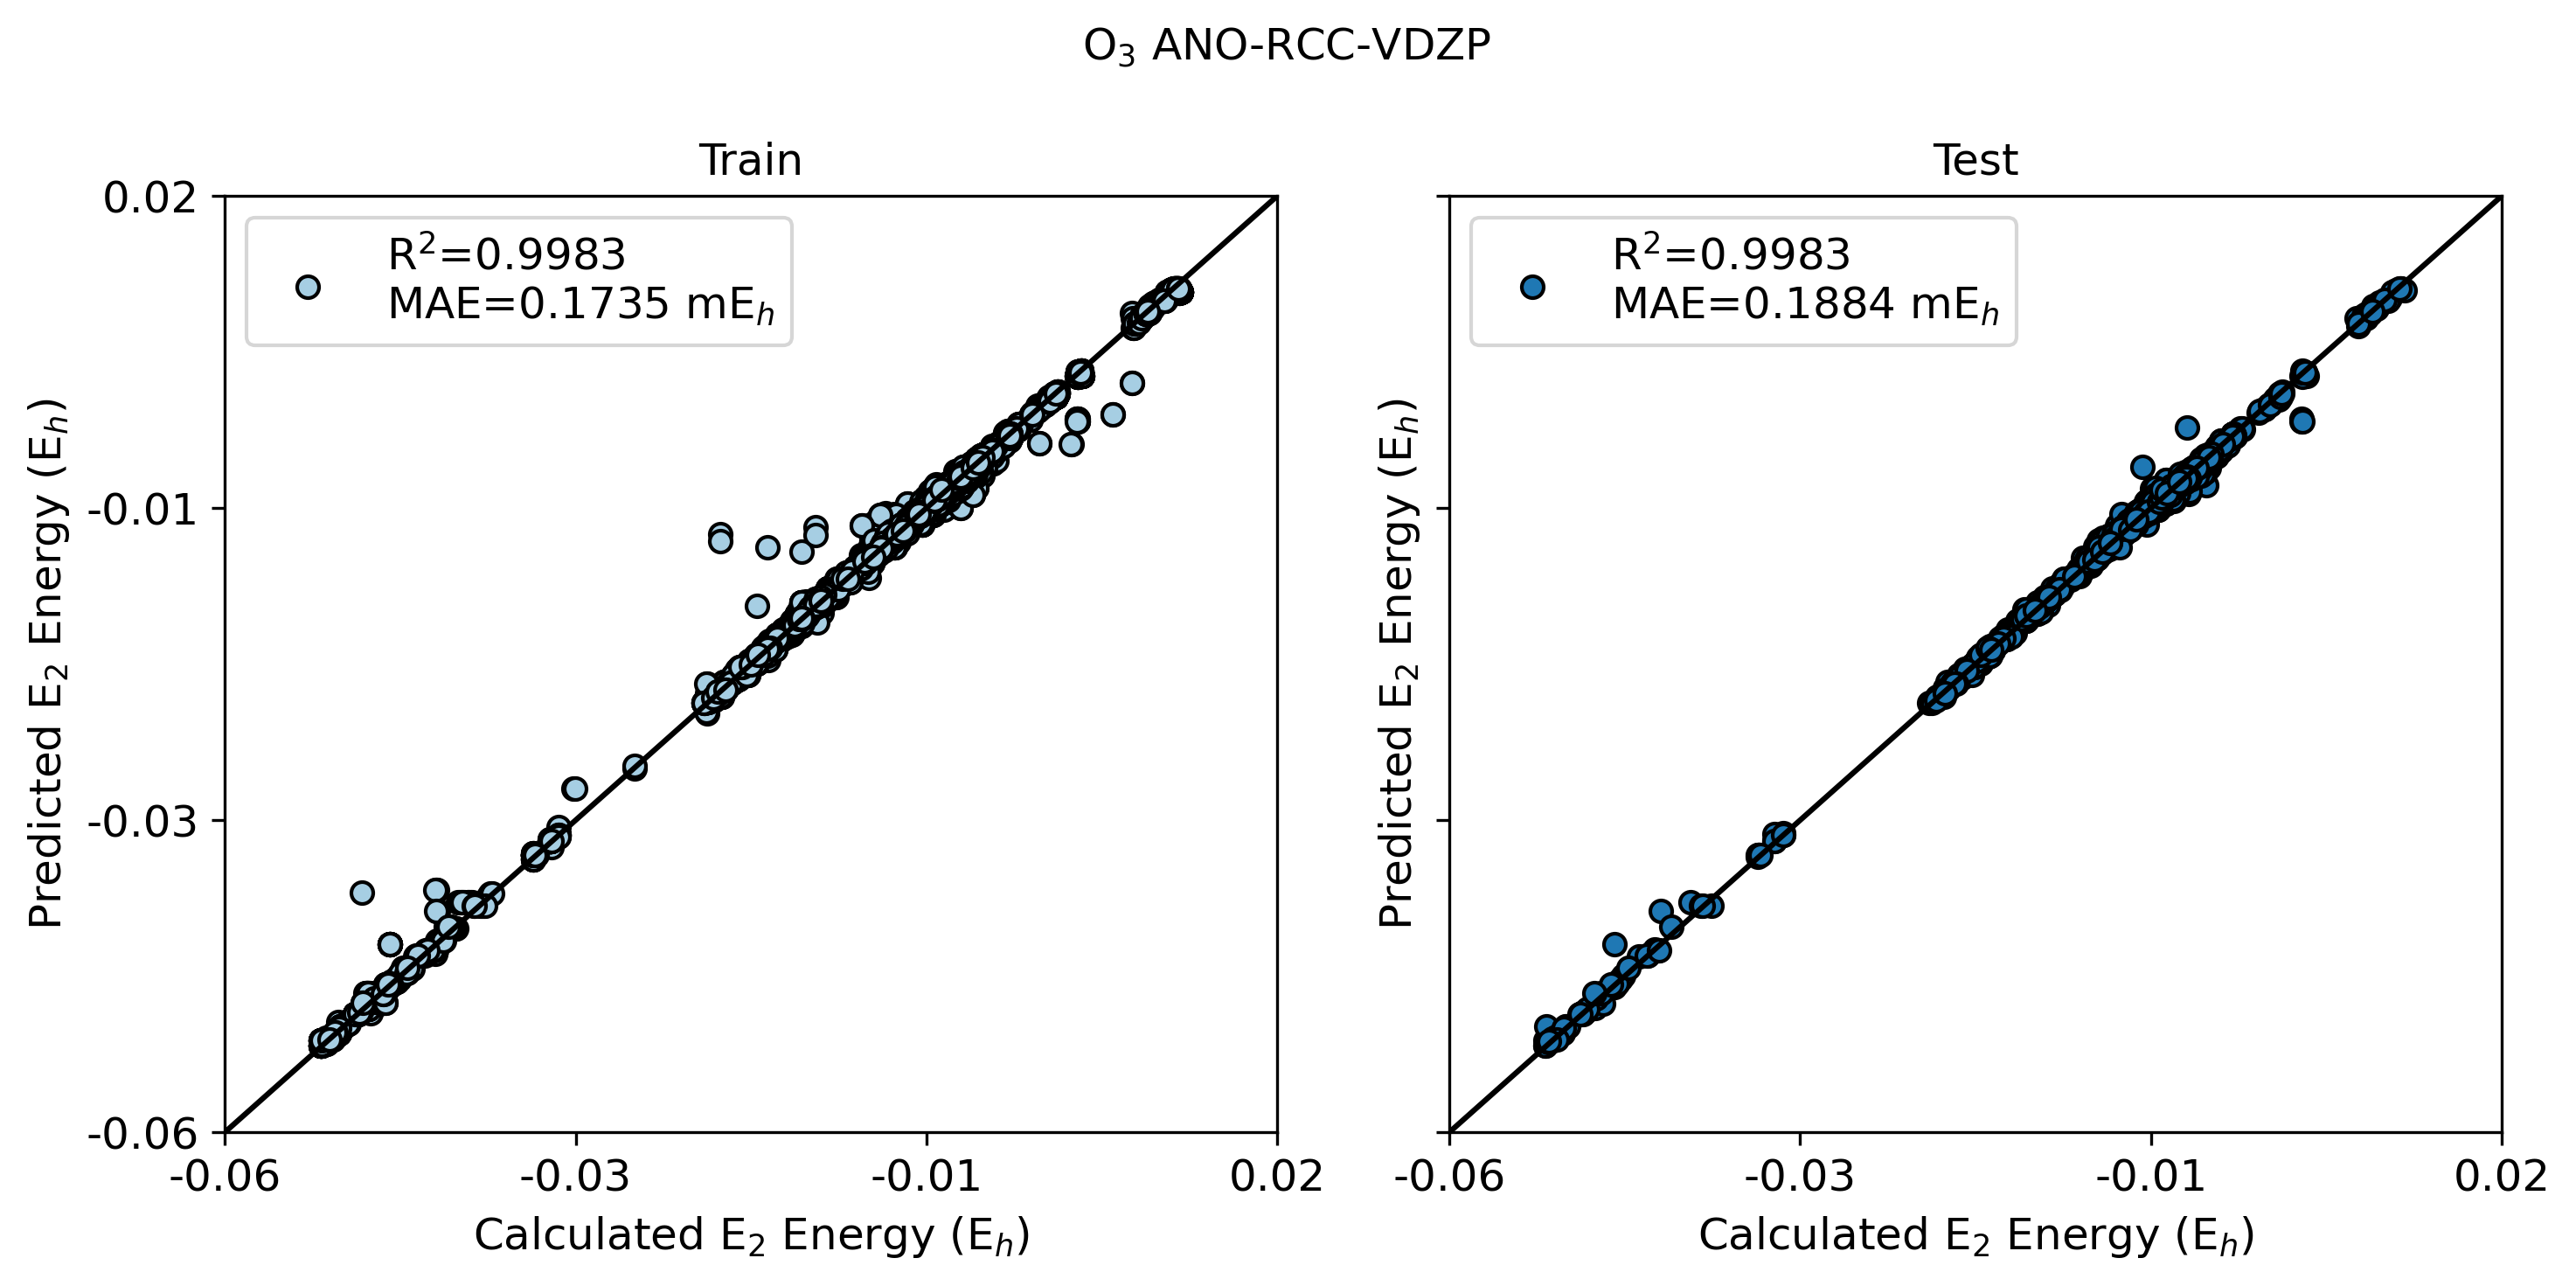 O₃ ANO-RCC-VDZP
Train
R²=0.9983
MAE=0.1735 mEₕ
0.02
-0.01
-0.03
-0.06
Predicted E₂ Energy (Eₕ)
-0.06 -0.03 -0.01 0.02
Calculated E₂ Energy (Eₕ)
Test
R²=0.9983
MAE=0.1884 mEₕ
Predicted E₂ Energy (Eₕ)
-0.06 -0.03 -0.01 0.02
Calculated E₂ Energy (Eₕ)